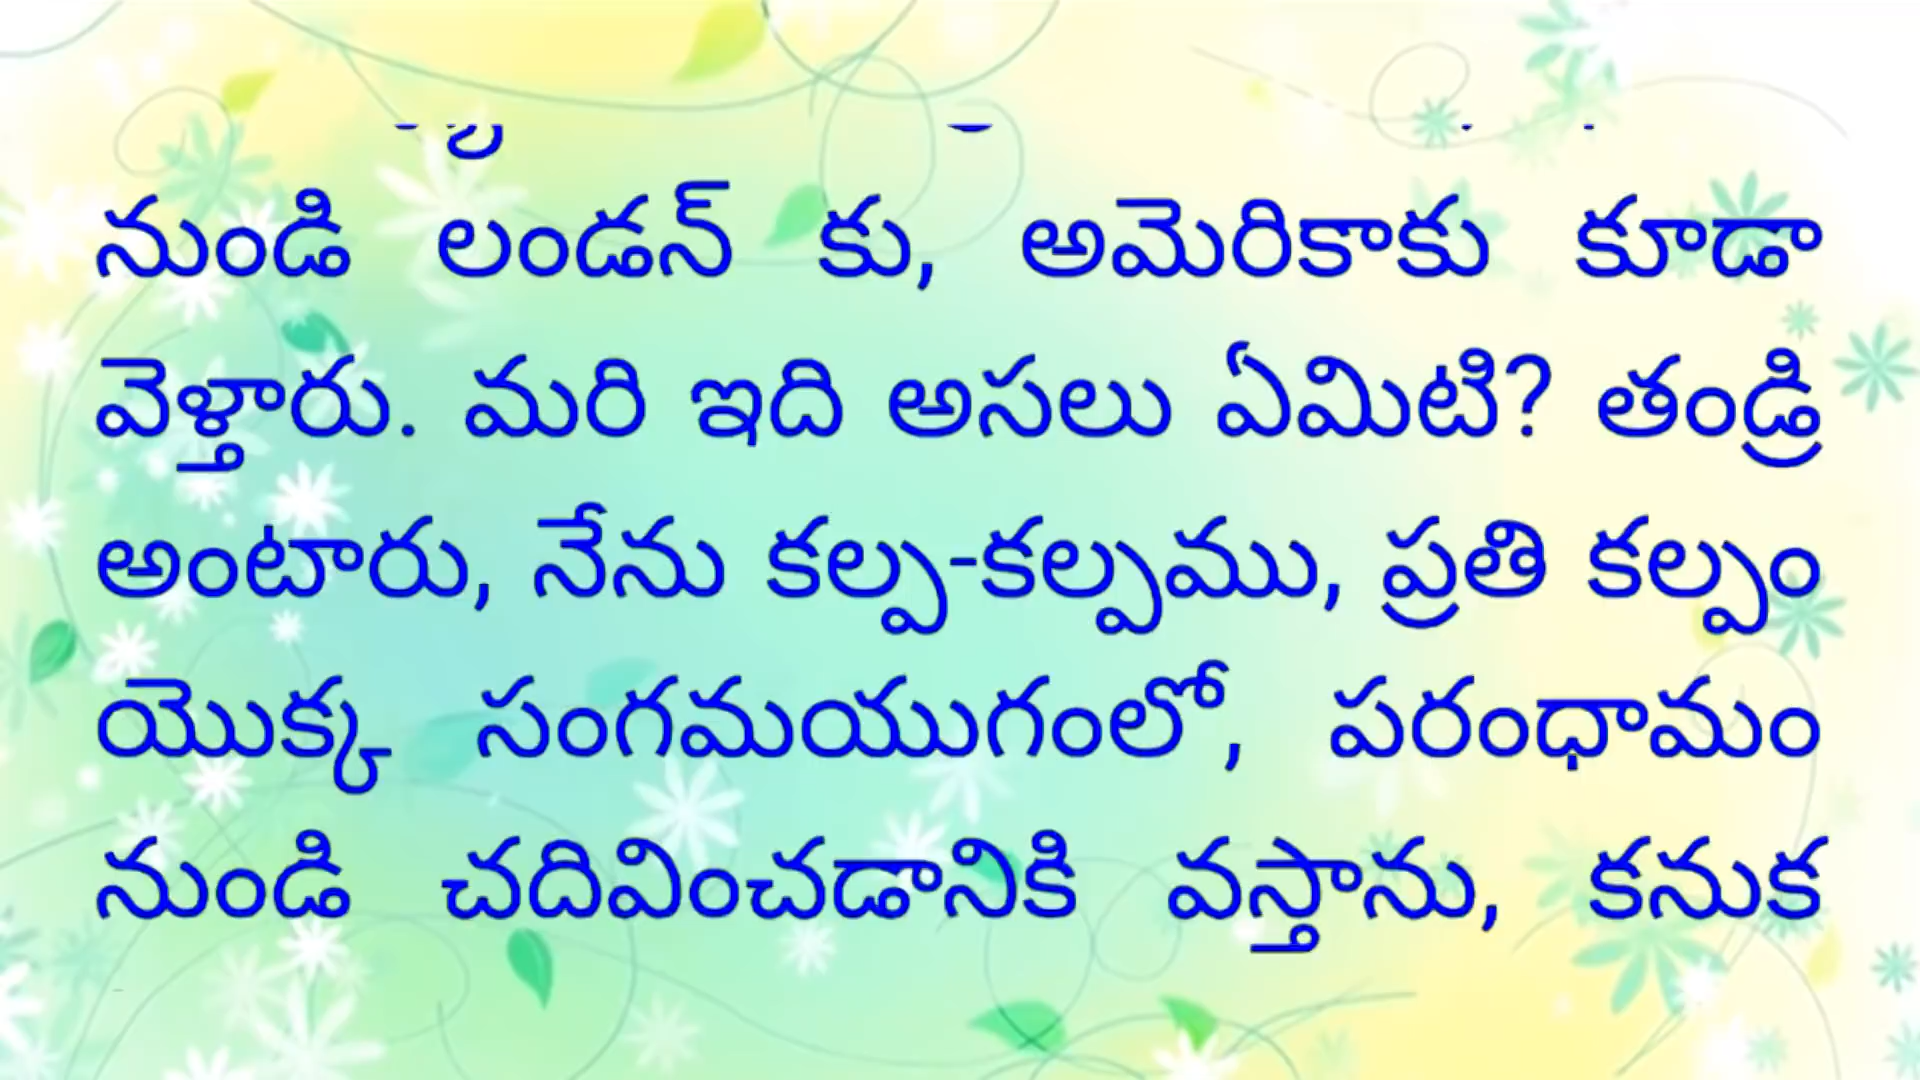 నుండి లండన్ కు, అమెరికాకు కూడా
వెళ్తారు. మరి ఇది అసలు ఏమిటి? తండ్రి
అంటారు, నేను కల్ప-కల్పము, ప్రతి కల్పం
యొక్క సంగమయుగంలో, పరంధామం
నుండి చదివించడానికి వస్తాను, కనుక